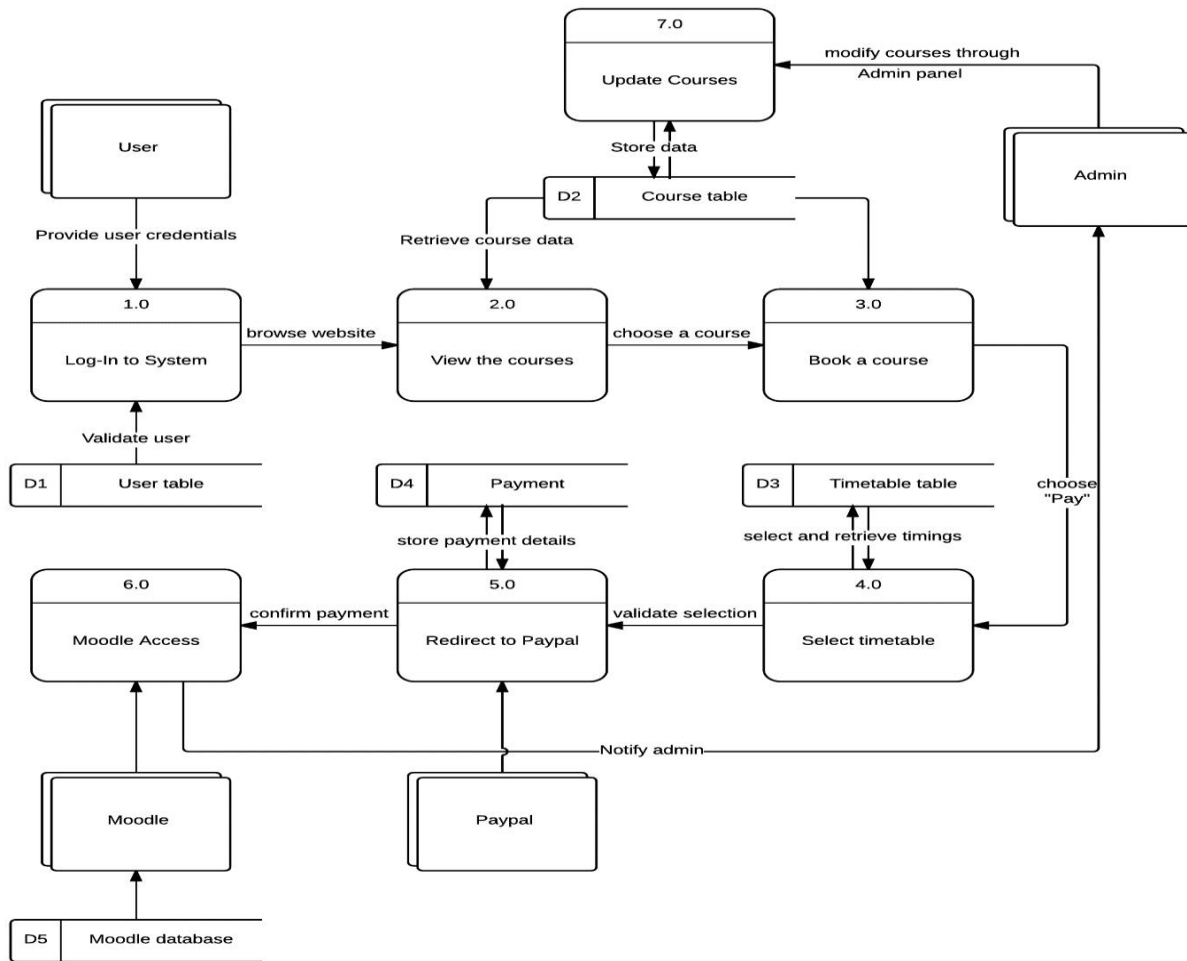 7.0
Update Courses
modify courses through
Admin panel
User
Store data
Admin
D2
Course table
Provide user credentials
Retrieve course data
1.0
Log-In to System
browse website
2.0
View the courses
choose a course
3.0
Book a course
Validate user
D1
User table
D4
Payment
D3
Timetable table
choose
"Pay"
store payment details
select and retrieve timings
6.0
Moodle Access
confirm payment
5.0
Redirect to Paypal
validate selection
4.0
Select timetable
Notify admin
Moodle
Paypal
D5
Moodle database